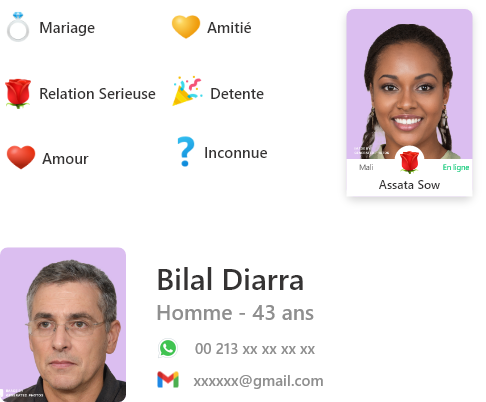 Mariage
Amitié
Relation Serieuse
Detente
Amour
Inconnue
Mali
En ligne
Assata Sow
Bilal Diarra
Homme - 43 ans
00 213 xx xx xx xx
xxxxxx@gmail.com